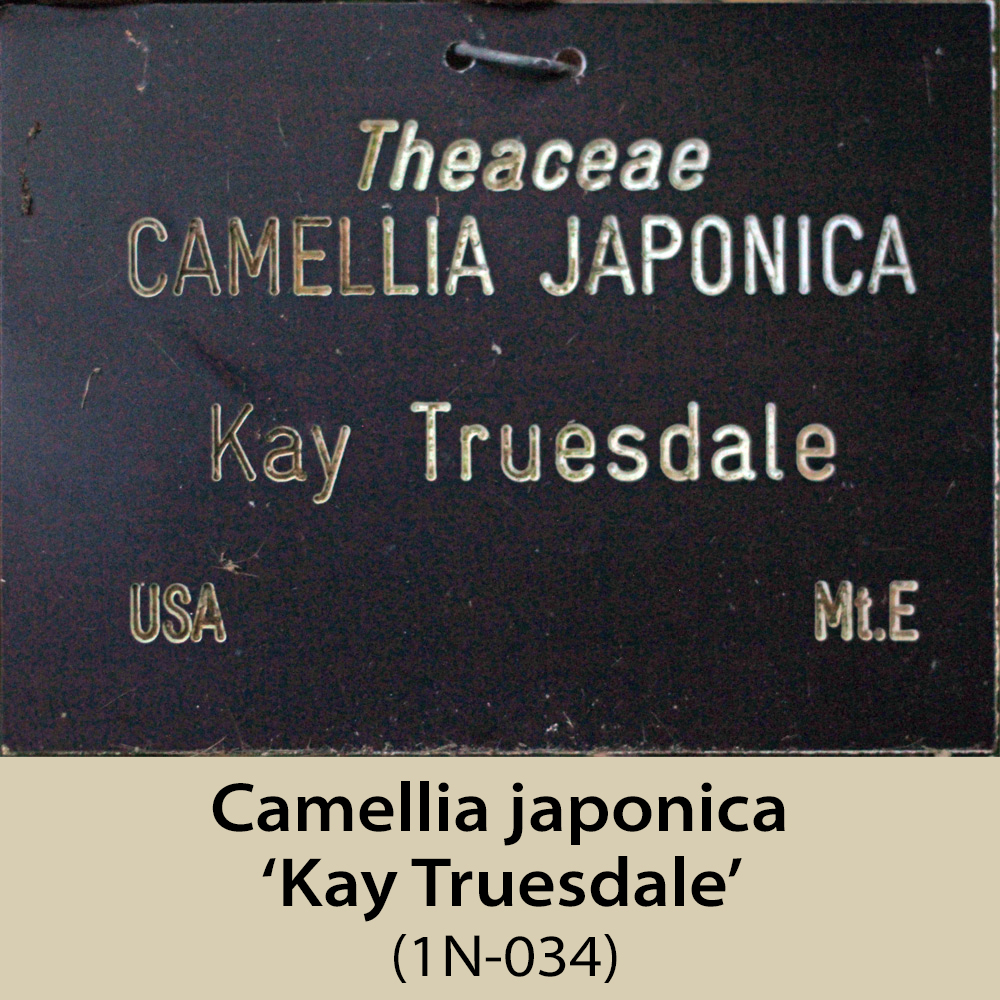 Theaceae
CAMELLIA JAPONICA
Kay Truesdale
USA Mt.E
Camellia japonica
‘Kay Truesdale’
(1N-034)